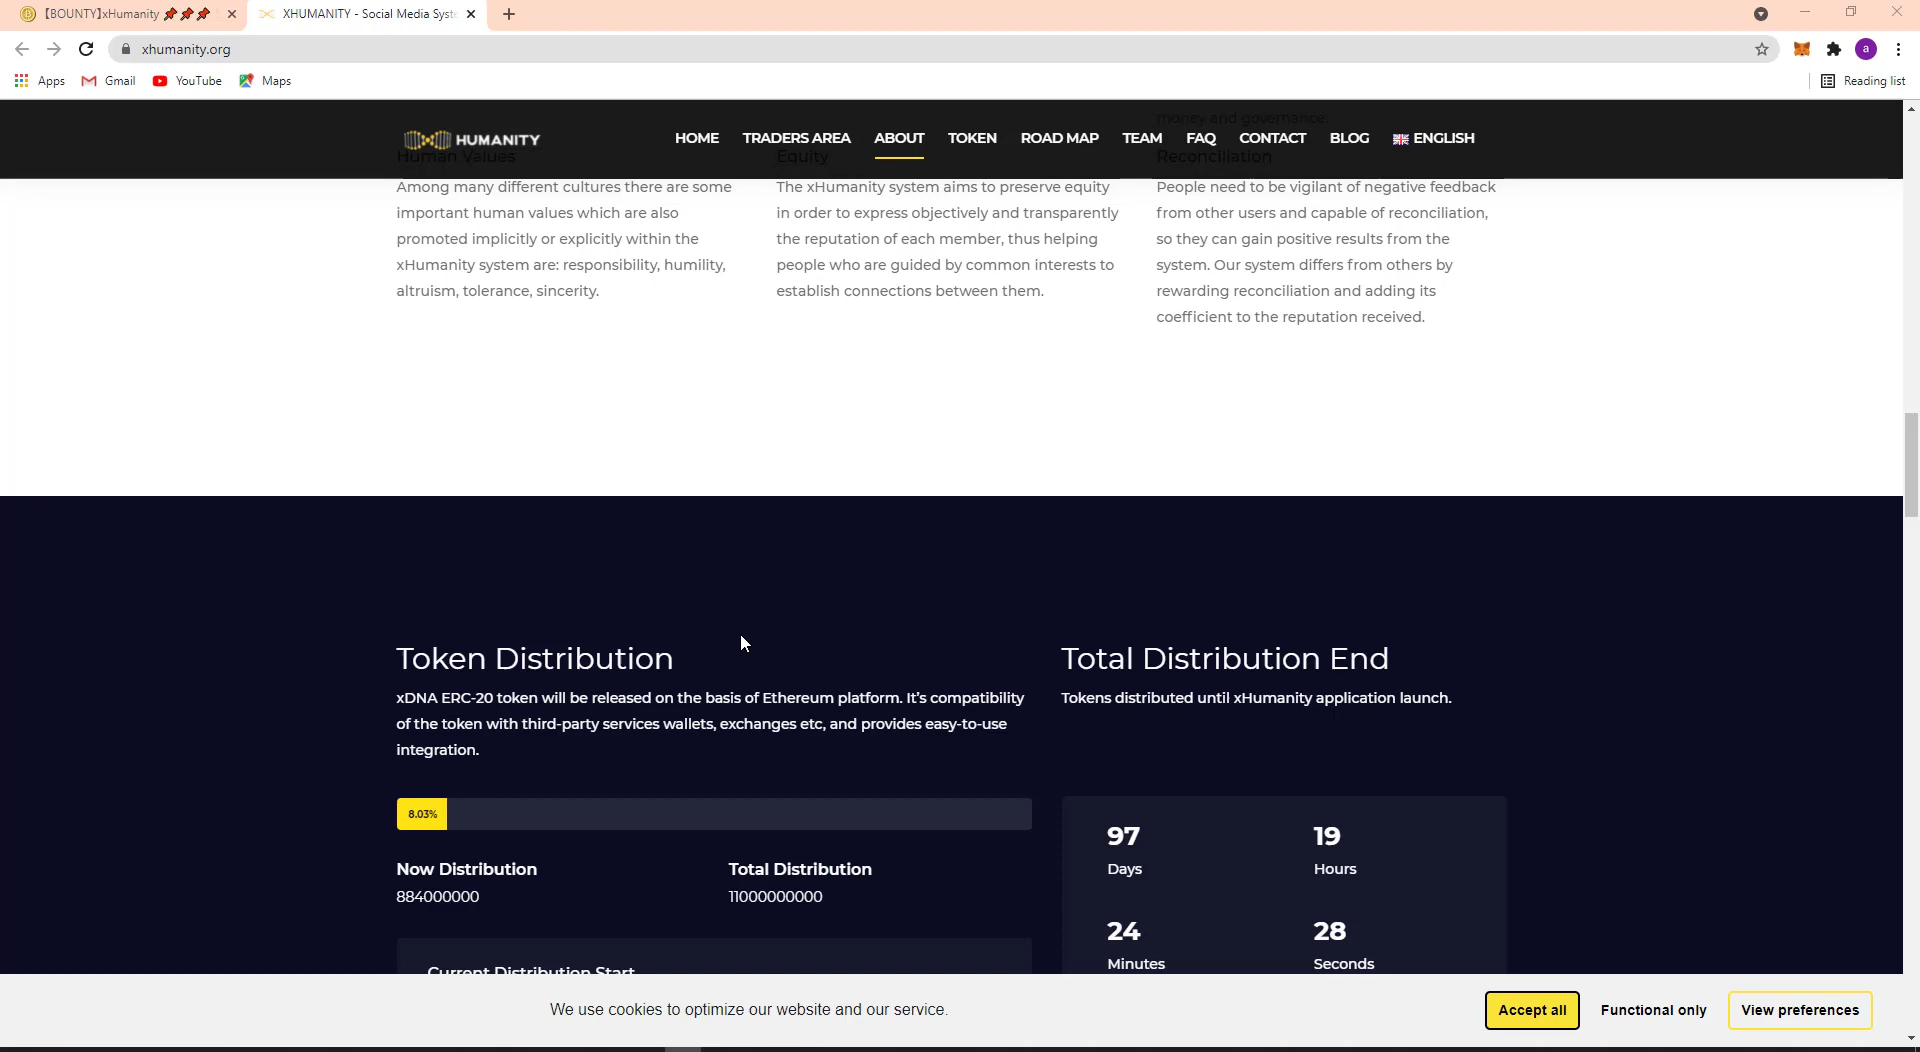 【BOUNTY】xHumanity
XHUMANITY - Social Media Syst
xhumanity.org
a
Apps
Gmail
YouTube
Maps
Reading list
HUMANITY
HOME
TRADERS AREA
ABOUT
TOKEN
ROAD MAP
TEAM
FAQ
CONTACT
BLOG
ENGLISH
money and governance.
Human Values
Among many different cultures there are some
important human values which are also
promoted implicitly or explicitly within the
xHumanity system are: responsibility, humility,
altruism, tolerance, sincerity.
Equity
The xHumanity system aims to preserve equity
in order to express objectively and transparently
the reputation of each member, thus helping
people who are guided by common interests to
establish connections between them.
Reconciliation
People need to be vigilant of negative feedback
from other users and capable of reconciliation,
so they can gain positive results from the
system. Our system differs from others by
rewarding reconciliation and adding its
coefficient to the reputation received.
Token Distribution
xDNA ERC-20 token will be released on the basis of Ethereum platform. It's compatibility
of the token with third-party services wallets, exchanges etc, and provides easy-to-use
integration.
8.03%
Now Distribution
884000000
Total Distribution
11000000000
Current Distribution Start
Total Distribution End
Tokens distributed until xHumanity application launch.
97
Days
19
Hours
24
Minutes
28
Seconds
We use cookies to optimize our website and our service.
Accept all
Functional only
View preferences